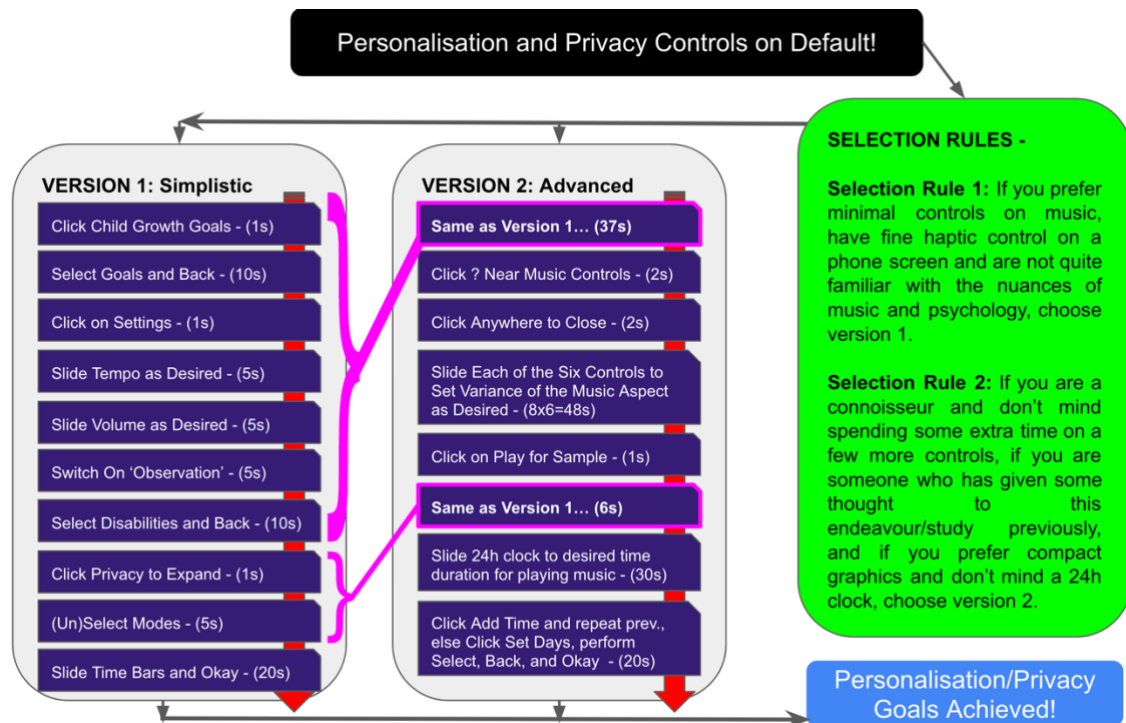 Personalisation and Privacy Controls on Default!
VERSION 1: Simplistic
Click Child Growth Goals - (1s)
Select Goals and Back - (10s)
Click on Settings - (1s)
Slide Tempo as Desired - (5s)
Slide Volume as Desired - (5s)
Switch On ‘Observation’ - (5s)
Select Disabilities and Back - (10s)
Click Privacy to Expand - (1s)
(Un)Select Modes - (5s)
Slide Time Bars and Okay - (20s)
VERSION 2: Advanced
Same as Version 1... (37s)
Click ? Near Music Controls - (2s)
Click Anywhere to Close - (2s)
Slide Each of the Six Controls to
Set Variance of the Music Aspect
as Desired - (8x6=48s)
Click on Play for Sample - (1s)
Same as Version 1... (6s)
Slide 24h clock to desired time
duration for playing music - (30s)
Click Add Time and repeat prev.,
else Click Set Days, perform
Select, Back, and Okay - (20s)
SELECTION RULES -
Selection Rule 1: If you prefer
minimal controls on music,
have fine haptic control on a
phone screen and are not quite
familiar with the nuances of
music and psychology, choose
version 1.
Selection Rule 2: If you are a
connoisseur and don’t mind
spending some extra time on a
few more controls, if you are
someone who has given some
thought to this
endeavour/study previously,
and if you prefer compact
graphics and don’t mind a 24h
clock, choose version 2.
Personalisation/Privacy
Goals Achieved!